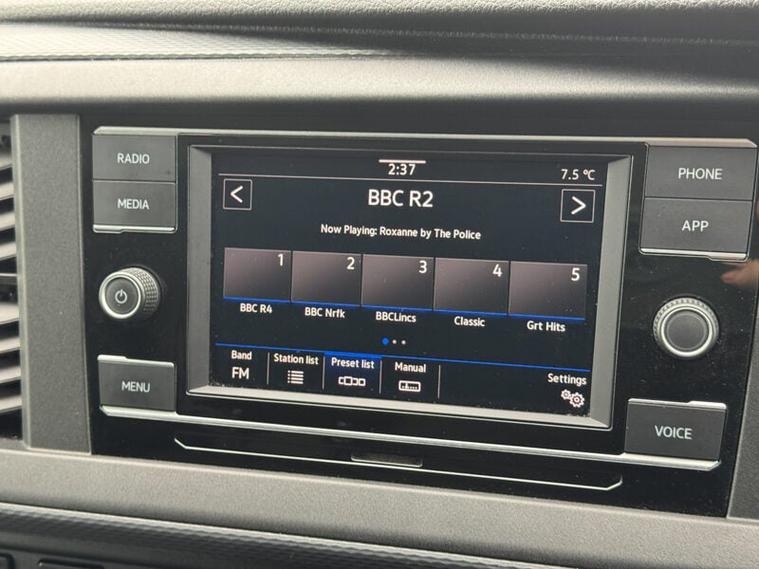 RADIO
MEDIA
MENU
2:37
7.5 °C
<
BBC R2
>
Now Playing: Roxanne by The Police
1
2
3
4
5
BBC R4
BBC Nrfk
BBCLincs
Classic
Grt Hits
Band
FM
Station list
Preset list
Manual
Settings
PHONE
APP
VOICE